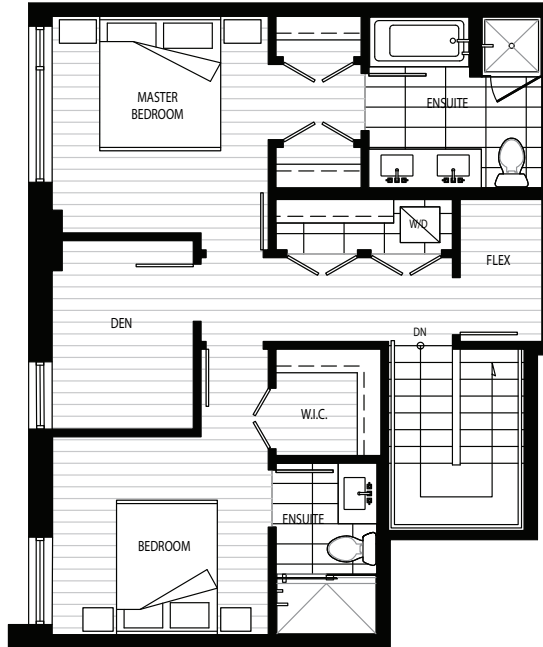 MASTER
BEDROOM
ENSUITE
W/D
FLEX
DEN
DN
W.I.C.
ENSUITE
BEDROOM